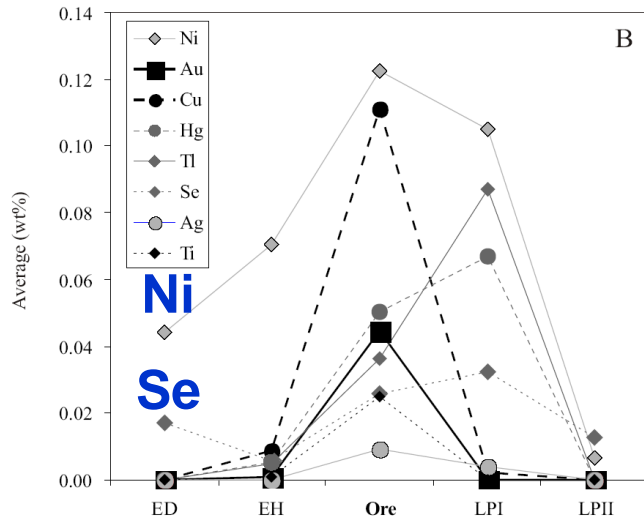 B
0.14
0.12
0.10
0.08
0.06
0.04
0.02
0.00
Average (wt%)
Ni
Au
Cu
Hg
Tl
Se
Ag
Ti
Ni
Se
ED EH Ore LPI LPII